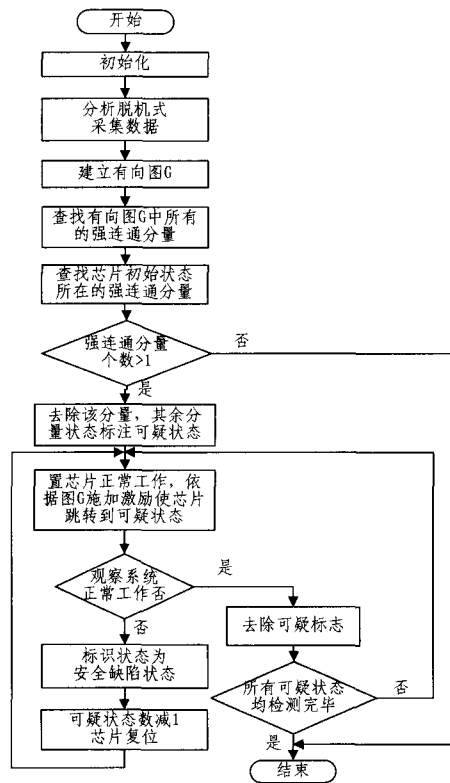 开始
初始化
分析脱机式
采集数据
建立有向图G
查找有向图G中所有
的强连通分量
查找芯片初始状态
所在的强连通分量
强连通分量
个数>1
否
是
去除该分量，其余分
量状态标注可疑状态
置芯片正常工作，依
据图G施加激励使芯片
跳转到可疑状态
观察系统
正常工作否
是
否
去除可疑标志
标识状态为
安全缺陷状态
所有可疑状态
均检测完毕
否
可疑状态数减1
芯片复位
是
结束